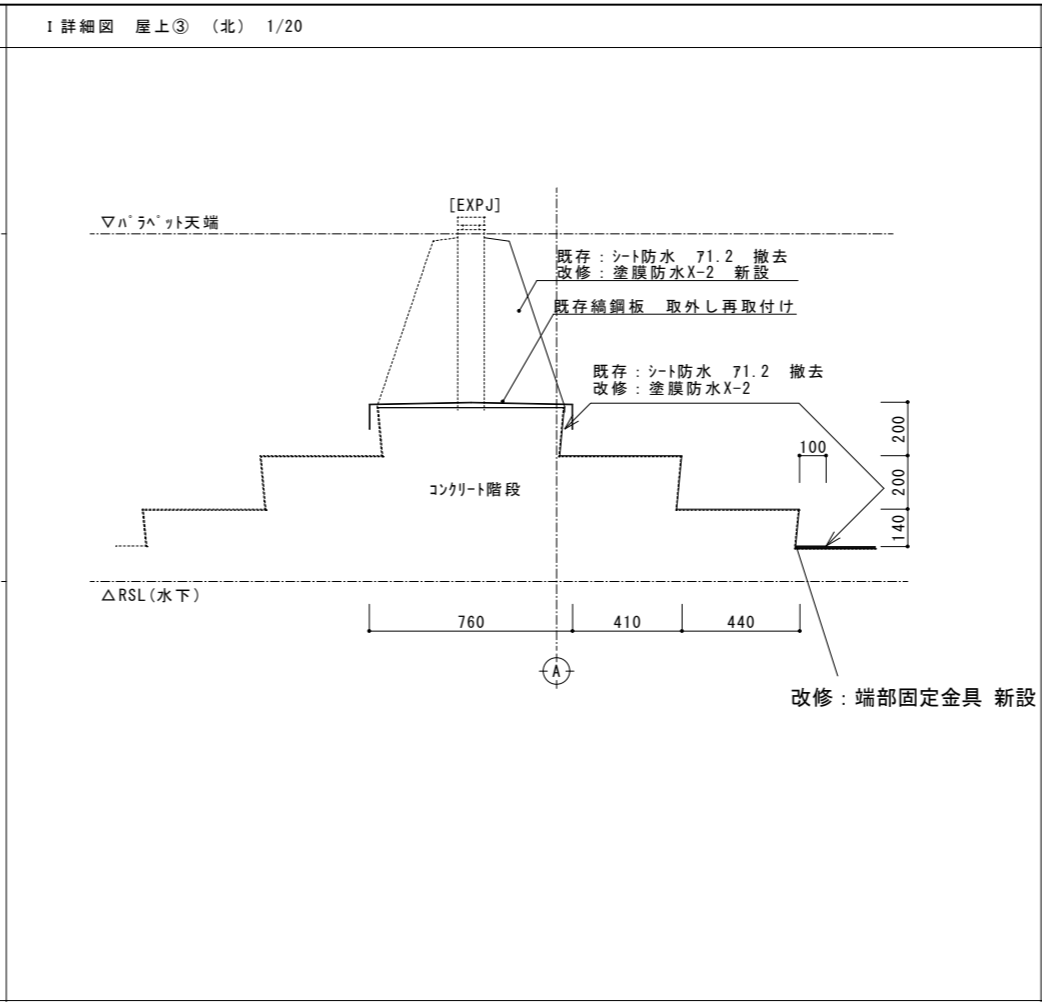 I 詳細図 屋上③ (北) 1/20
[EXPJ]
▽ﾊﾟﾗﾍﾟｯﾄ天端
既存：ｼｰﾄ防水 ｱ1.2 撤去
改修：塗膜防水X-2 新設
既存縞鋼板 取外し再取付け
既存：ｼｰﾄ防水 ｱ1.2 撤去
改修：塗膜防水X-2
200
100
200
ｺﾝｸﾘｰﾄ階段
140
△RSL(水下)
760
410
440
A
改修：端部固定金具 新設